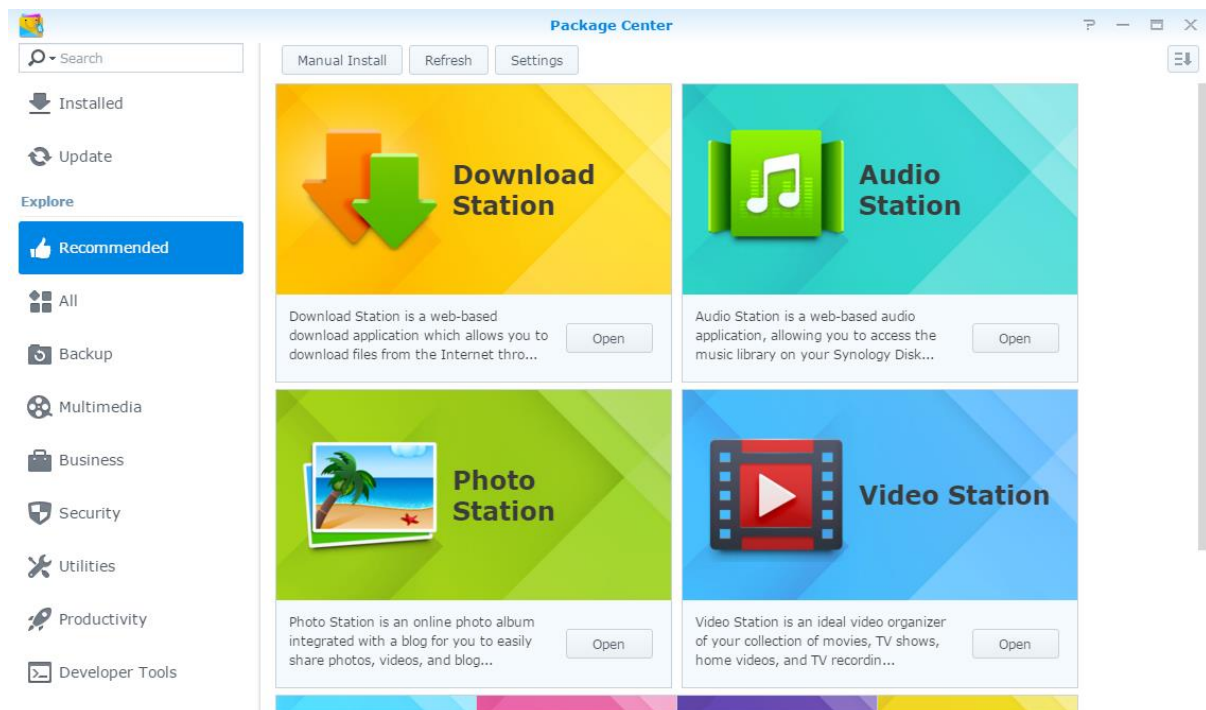 Package Center
Search
Manual Install
Refresh
Settings
Installed
Update
Explore
Recommended
All
Backup
Multimedia
Business
Security
Utilities
Productivity
Developer Tools
Download
Station
Download Station is a web-based
download application which allows you to
download files from the Internet thro...
Open
Audio
Station
Audio Station is a web-based audio
application, allowing you to access the
music library on your Synology Disk...
Open
Photo
Station
Photo Station is an online photo album
integrated with a blog for you to easily
share photos, videos, and blog...
Open
Video Station
Video Station is an ideal video organizer
of your collection of movies, TV shows,
home videos, and TV recordin...
Open